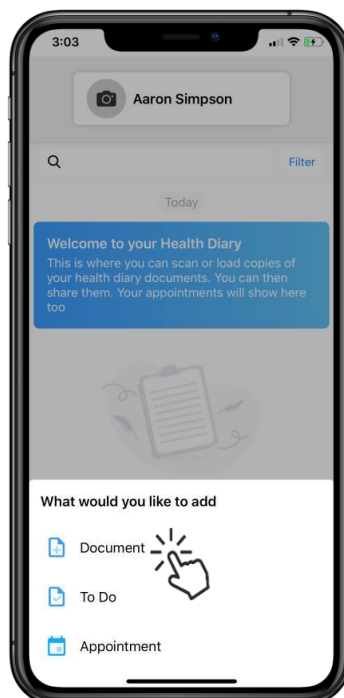 3:03
Aaron Simpson
Filter
Today
Welcome to your Health Diary
This is where you can scan or load copies of
your health diary documents. You can then
share them. Your appointments will show here
too
What would you like to add
Document
To Do
Appointment